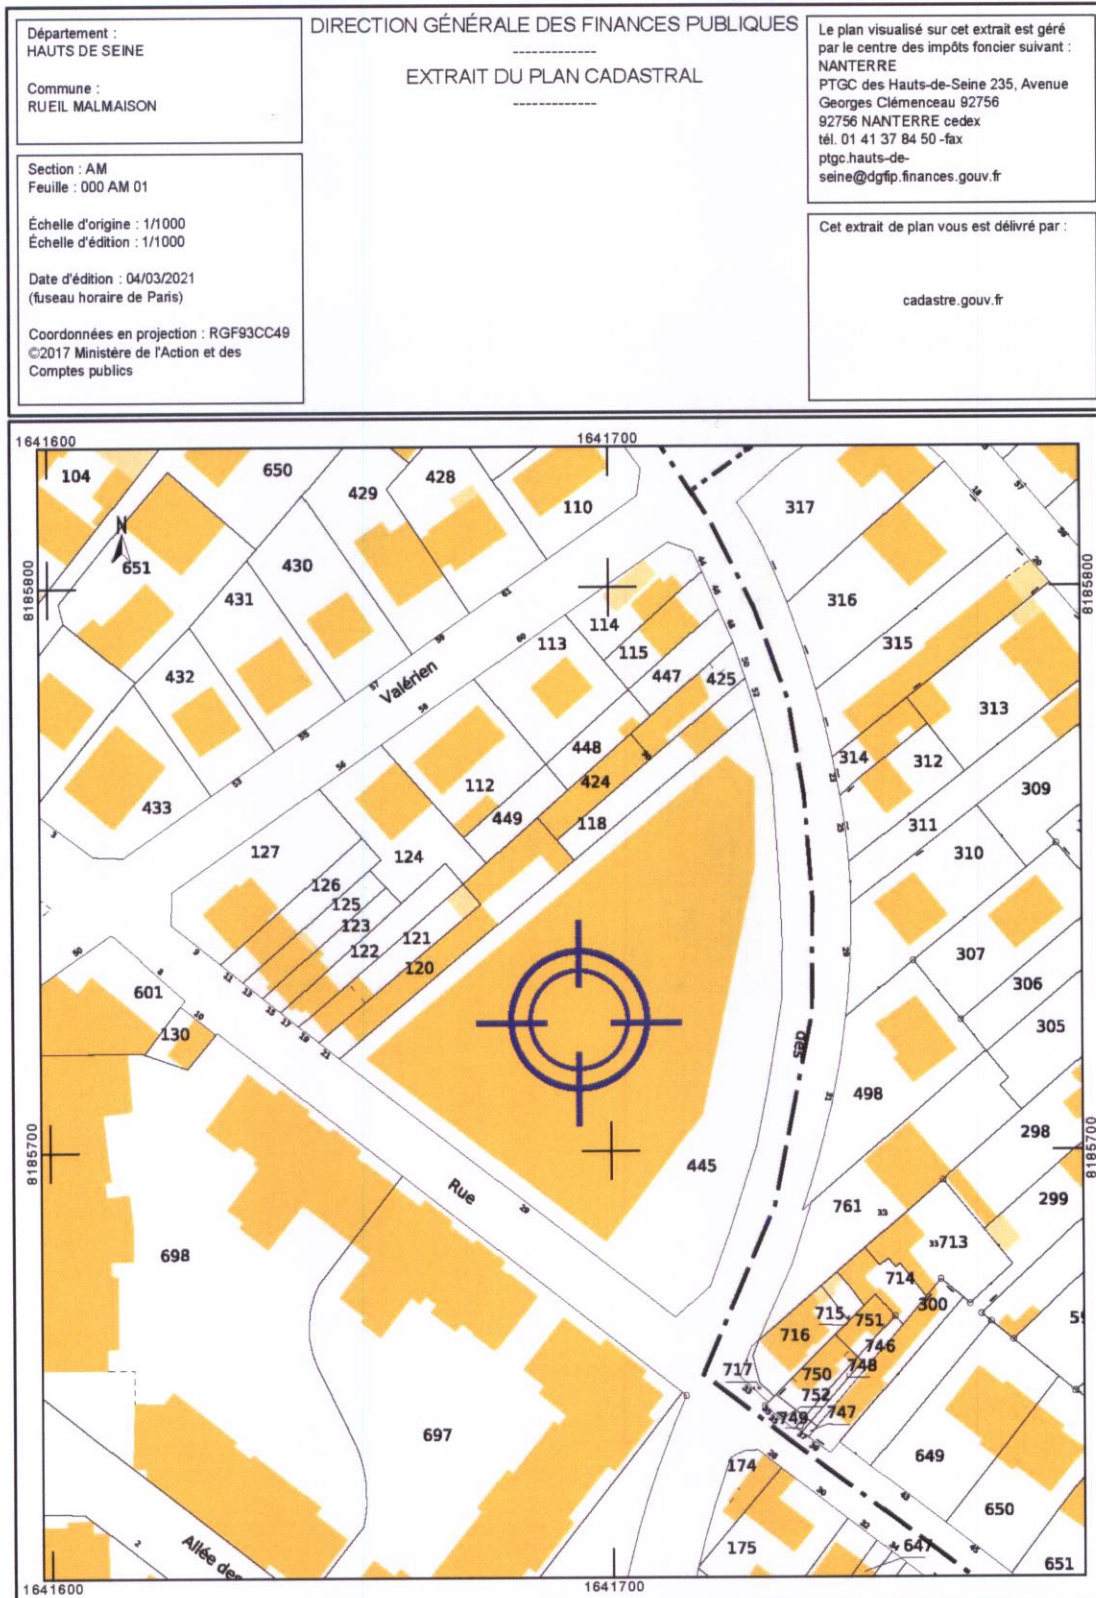 Département :
HAUTS DE SEINE
Commune :
RUEIL MALMAISON
Section : AM
Feuille : 000 AM 01
Échelle d'origine : 1/1000
Échelle d'édition : 1/1000
Date d'édition : 04/03/2021
(fuseau horaire de Paris)
Coordonnées en projection : RGF93CC49
©2017 Ministère de l'Action et des
Comptes publics
DIRECTION GÉNÉRALE DES FINANCES PUBLIQUES
-------------
EXTRAIT DU PLAN CADASTRAL
-------------
Le plan visualisé sur cet extrait est géré
par le centre des impôts foncier suivant :
NANTERRE
PTGC des Hauts-de-Seine 235, Avenue
Georges Clémenceau 92756
92756 NANTERRE cedex
tél. 01 41 37 84 50 -fax
ptgc.hauts-de-
seine@dgfip.finances.gouv.fr
Cet extrait de plan vous est délivré par :
cadastre.gouv.fr
1641600
1641700
104
650
429
428
110
317
N
651
430
431
8185800
8185800
114
316
113
115
315
432
447
425
Valérien
313
448
314
312
433
112
424
309
449
118
311
127
124
310
126
125
123
122
121
120
307
306
601
305
130
des
498
298
8185700
8185700
445
299
Rue
761
33
33
713
698
714
300
715
751
716
746
717
750
748
752
749
747
697
649
174
650
175
647
651
Allée des
1641600
1641700